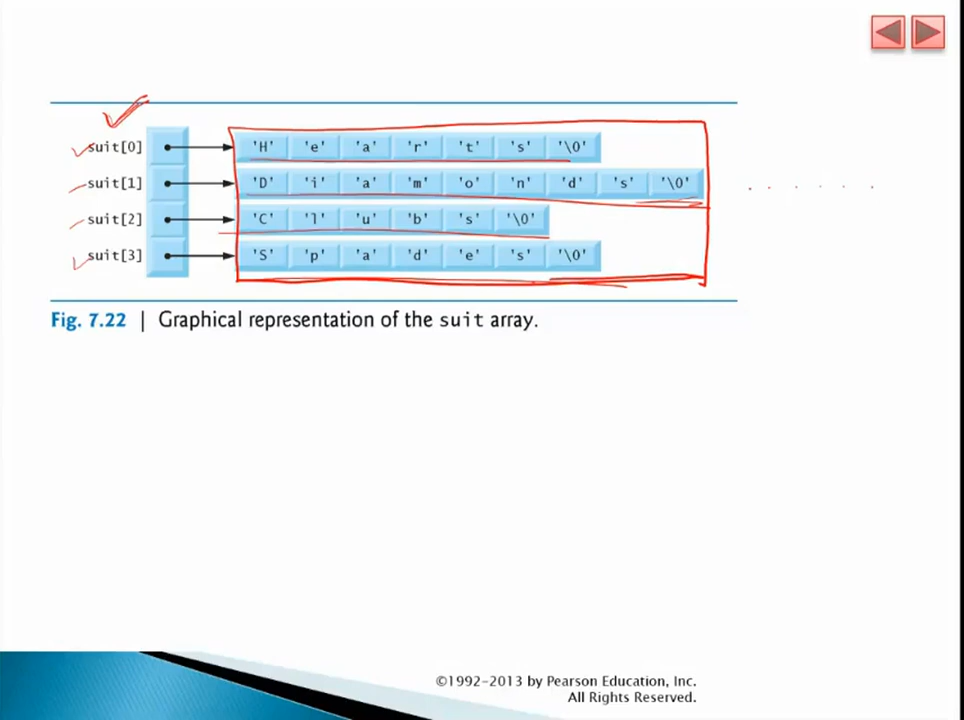 suit[0] 'H' 'e' 'a' 'r' 't' 's' '\0'
suit[1] 'D' 'i' 'a' 'm' 'o' 'n' 'd' 's' '\0'
suit[2] 'C' 'l' 'u' 'b' 's' '\0'
suit[3] 'S' 'p' 'a' 'd' 'e' 's' '\0'
Fig. 7.22 | Graphical representation of the suit array.
©1992-2013 by Pearson Education, Inc.
All Rights Reserved.